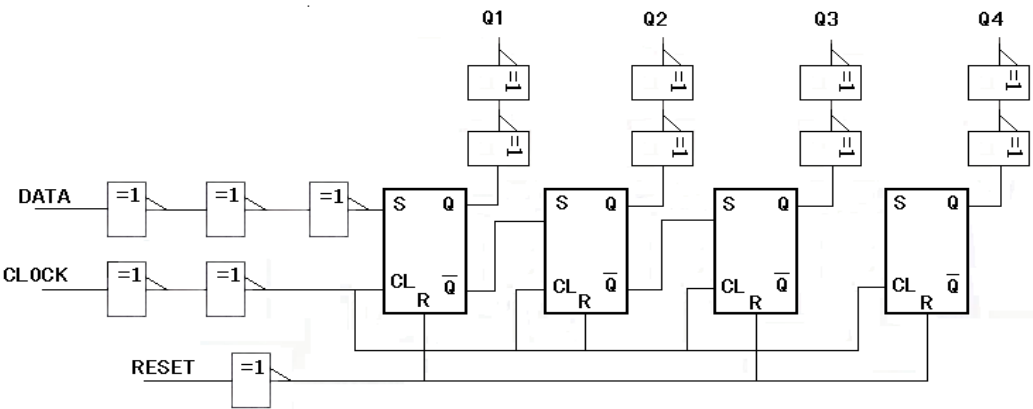 Q1 Q2 Q3 Q4
=1 =1 =1 =1
=1 =1 =1 =1
DATA =1 =1 =1 S Q S Q S Q S Q
CLOCK =1 =1 CL R Q̅ CL R Q̅ CL R Q̅ CL R Q̅
RESET =1